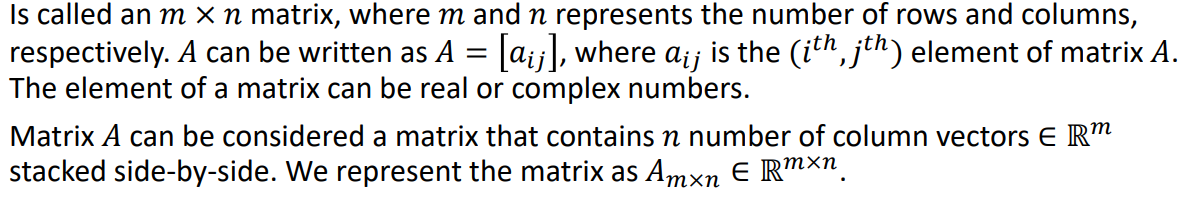 Is called an m × n matrix, where m and n represents the number of rows and columns,
respectively. A can be written as A = [aᵢⱼ], where aᵢⱼ is the (iᵗʰ, jᵗʰ) element of matrix A.
The element of a matrix can be real or complex numbers.
Matrix A can be considered a matrix that contains n number of column vectors ∈ ℝᵐ
stacked side-by-side. We represent the matrix as Aₘ×ₙ ∈ ℝᵐ×ⁿ.